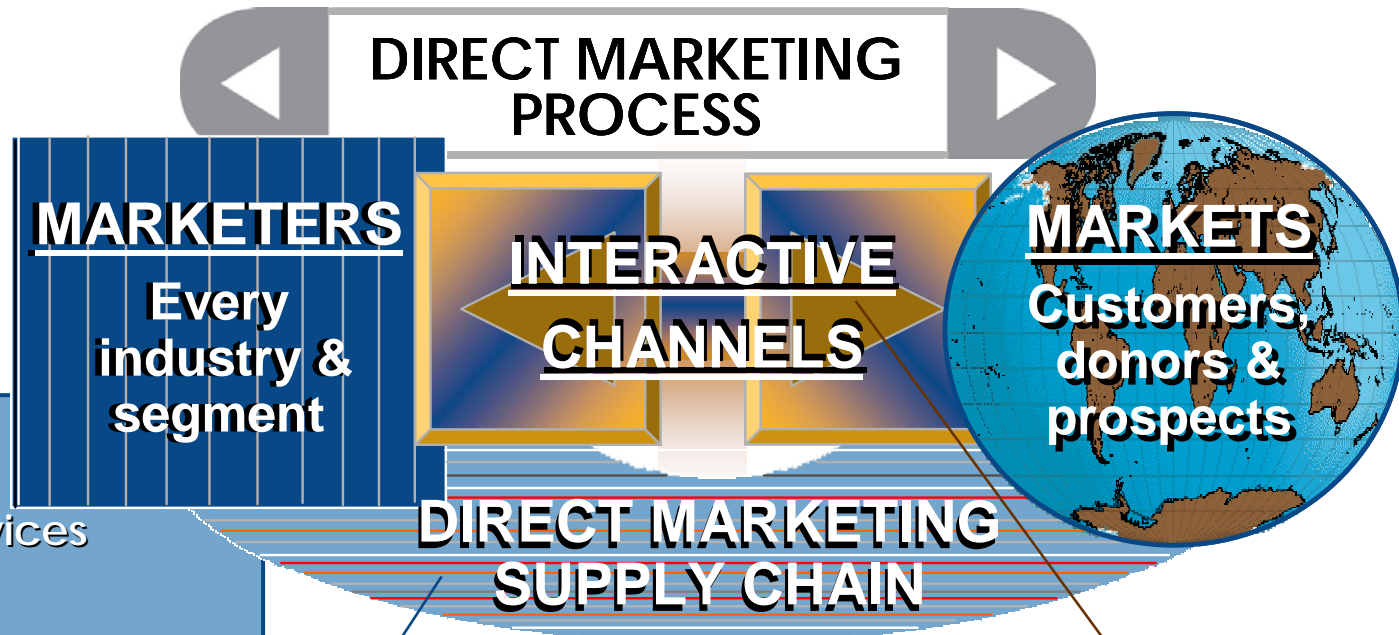 DIRECT MARKETING
PROCESS
MARKETERS
Every
industry &
segment
INTERACTIVE
CHANNELS
MARKETS
Customers,
donors &
prospects
vices
DIRECT MARKETING
SUPPLY CHAIN